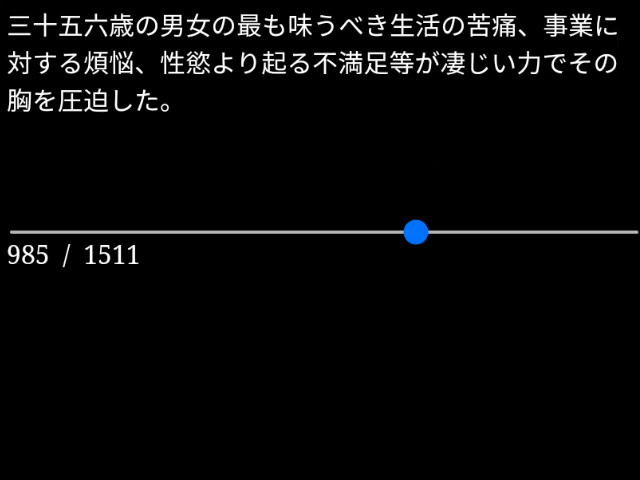 三十五六歳の男女の最も味うべき生活の苦痛、事業に
対する煩悩、性慾より起る不満足等が凄じい力でその
胸を圧迫した。
985 / 1511